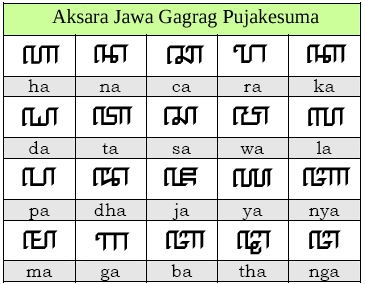 Aksara Jawa Gagrag Pujakesuma
ꦲ ꦤ ꦕ ꦫ ꦏ
ha na ca ra ka
ꦢ ꦠ ꦱ ꦮ ꦭ
da ta sa wa la
ꦥ ꦝ ꦗ ꦪ ꦚ
pa dha ja ya nya
ꦩ ꦒ ꦧ ꦛ ꦔ
ma ga ba tha nga